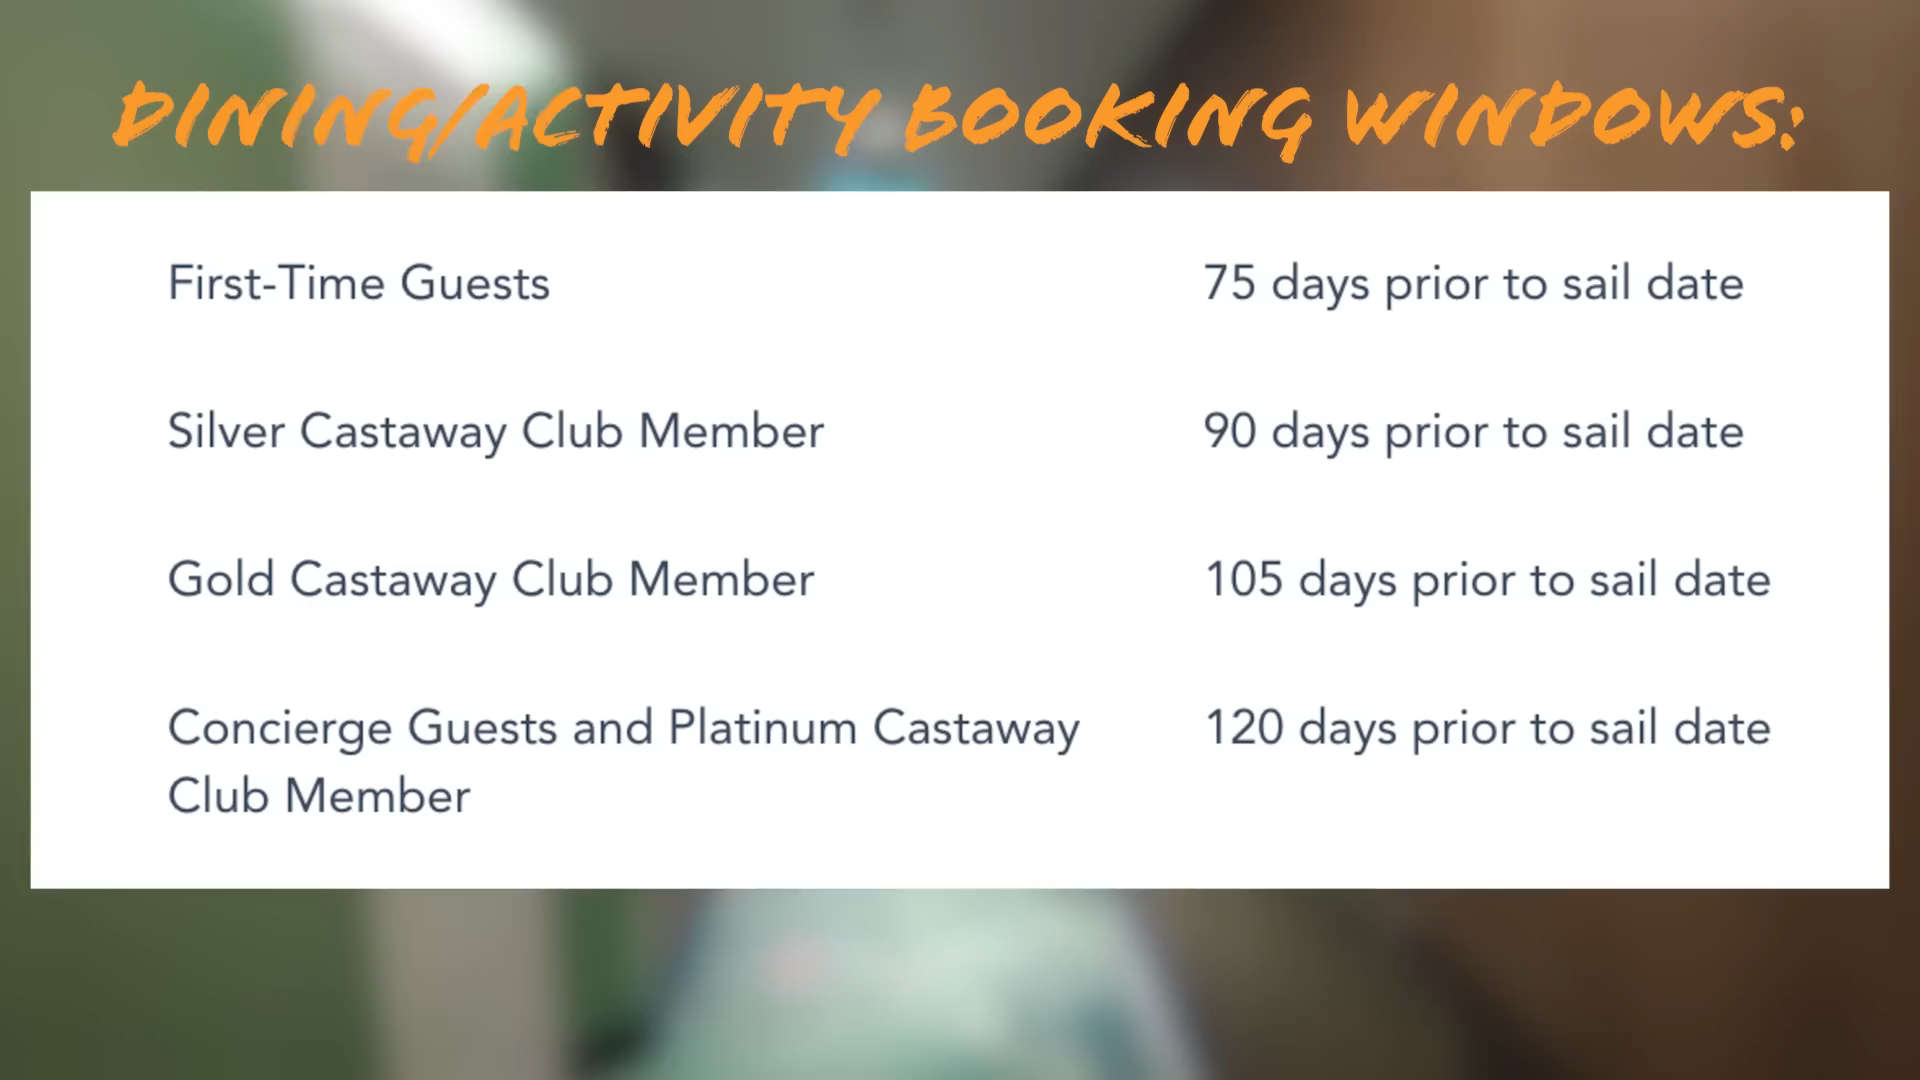 DINING/ACTIVITY BOOKING WINDOWS:
First-Time Guests 75 days prior to sail date
Silver Castaway Club Member 90 days prior to sail date
Gold Castaway Club Member 105 days prior to sail date
Concierge Guests and Platinum Castaway 120 days prior to sail date
Club Member